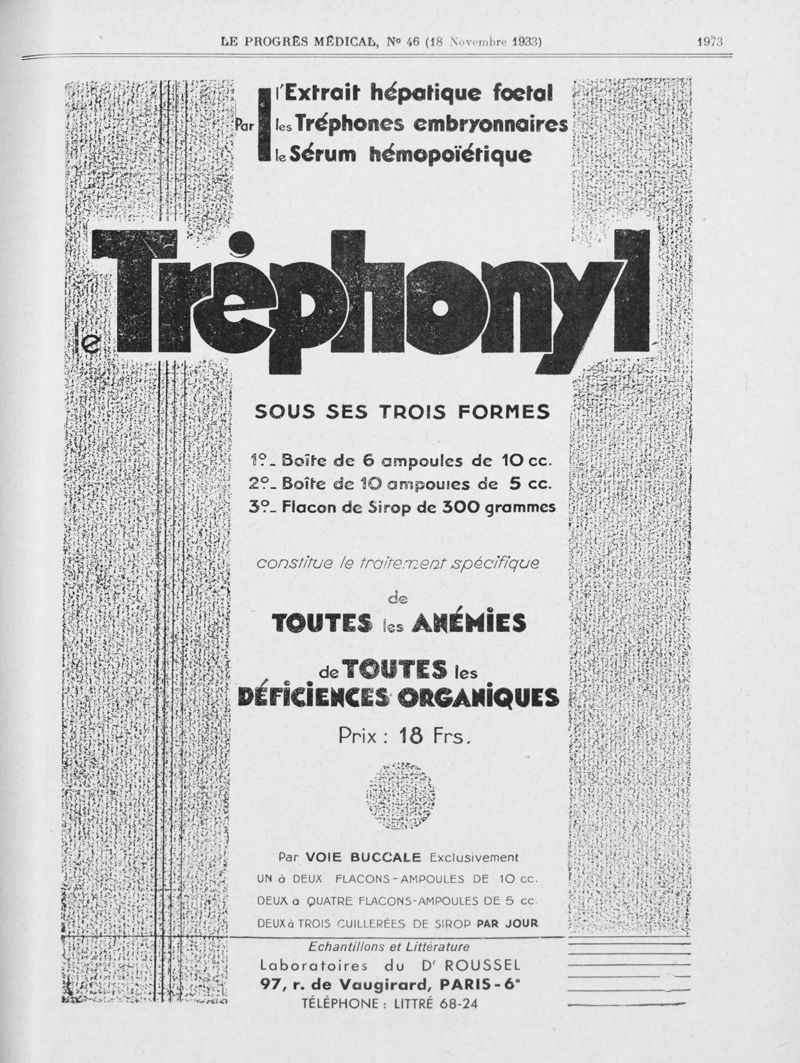 LE PROGRÈS MÉDICAL, Nº 46 (18 Novembre 1933)
1973
Par
l'Extrait hépatique fœtal
les Tréphones embryonnaires
le Sérum hémopoïétique
le Tréphonyl
SOUS SES TROIS FORMES
1º_ Boîte de 6 ampoules de 10 cc.
2º_ Boîte de 10 ampoules de 5 cc.
3º_ Flacon de Sirop de 300 grammes
constitue le traitement spécifique
de
TOUTES les ANÉMIES
de TOUTES les
DÉFICIENCES ORGANIQUES
Prix : 18 Frs.
Par VOIE BUCCALE Exclusivement
UN à DEUX FLACONS-AMPOULES DE 10 cc.
DEUX à QUATRE FLACONS-AMPOULES DE 5 cc.
DEUX à TROIS CUILLERÉES DE SIROP PAR JOUR
Echantillons et Littérature
Laboratoires du Dr ROUSSEL
97, r. de Vaugirard, PARIS-6e
TÉLÉPHONE : LITTRÉ 68-24